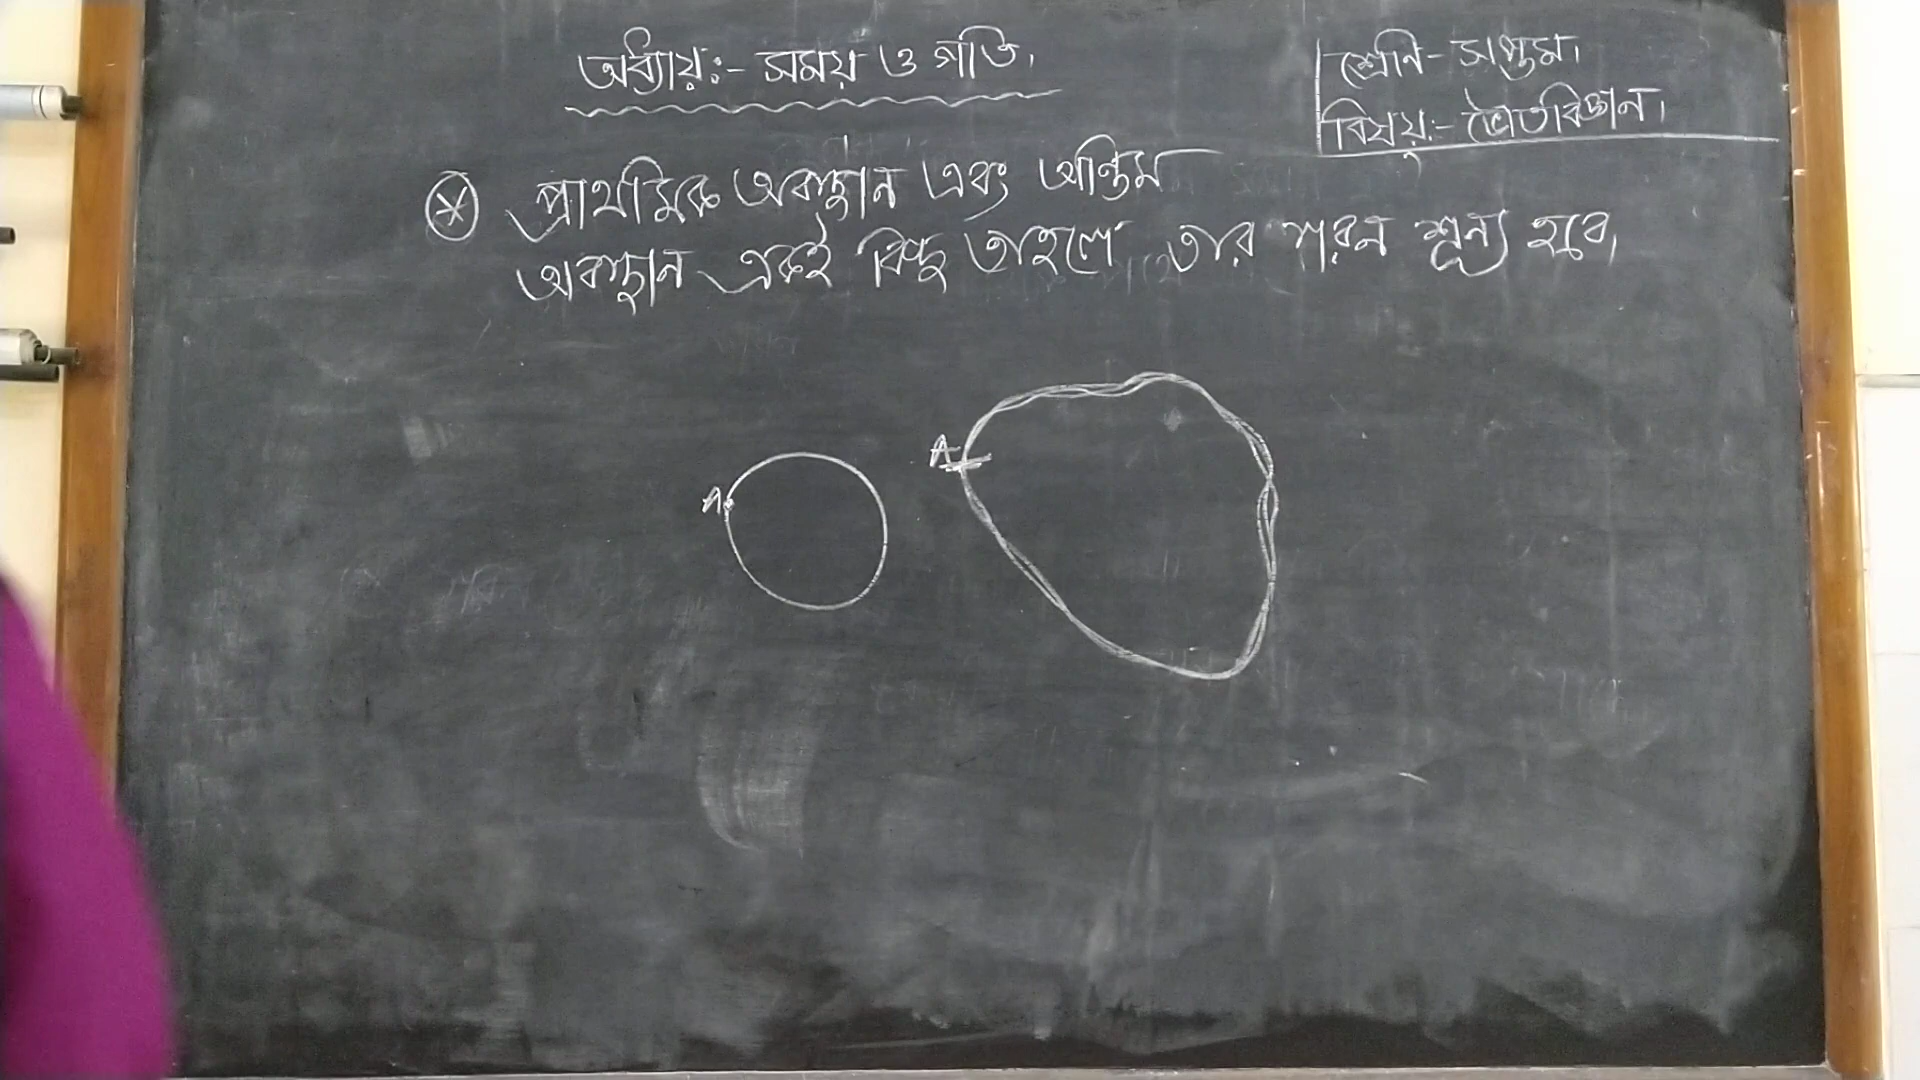 অধ্যায়ঃ- সময় ও গতি।
শ্রেণি- সপ্তম।
বিষয়:- ভৌতবিজ্ঞান।
প্রাথমিক অবস্থান এবং অন্তিম
অবস্থান একই বিন্দু তাহলে তার সরন শূন্য হবে,
A
A